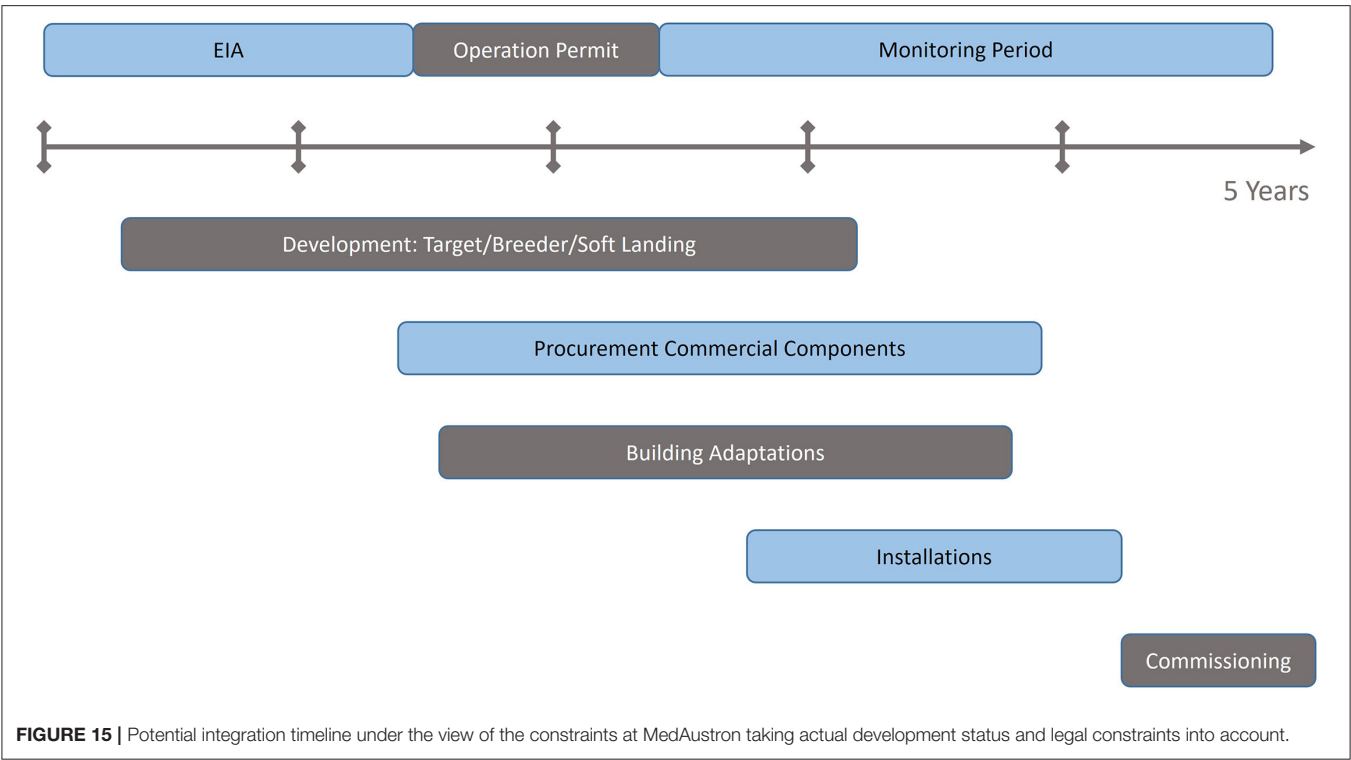 EIA
Operation Permit
Monitoring Period
5 Years
Development: Target/Breeder/Soft Landing
Procurement Commercial Components
Building Adaptations
Installations
Commissioning
FIGURE 15 | Potential integration timeline under the view of the constraints at MedAustron taking actual development status and legal constraints into account.